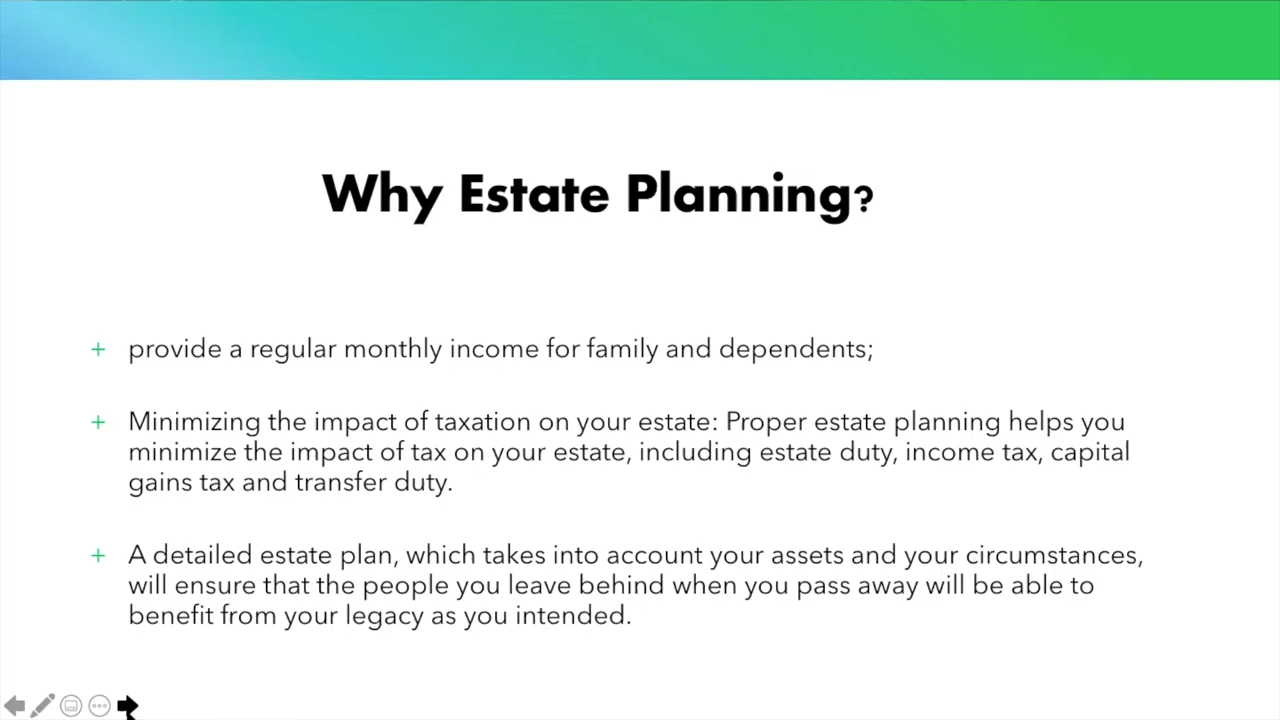 Why Estate Planning?
+ provide a regular monthly income for family and dependents;
+ Minimizing the impact of taxation on your estate: Proper estate planning helps you
minimize the impact of tax on your estate, including estate duty, income tax, capital
gains tax and transfer duty.
+ A detailed estate plan, which takes into account your assets and your circumstances,
will ensure that the people you leave behind when you pass away will be able to
benefit from your legacy as you intended.